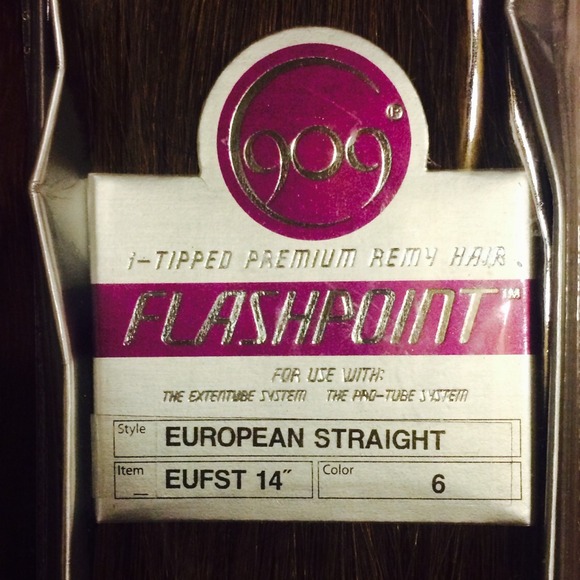 909®
i-TIPPED PREMIUM REMY HAIR
FLASHPOINT™
FOR USE WITH:
THE EXTENTUBE SYSTEM THE PRO-TUBE SYSTEM
Style EUROPEAN STRAIGHT
Item EUFST 14″ Color 6